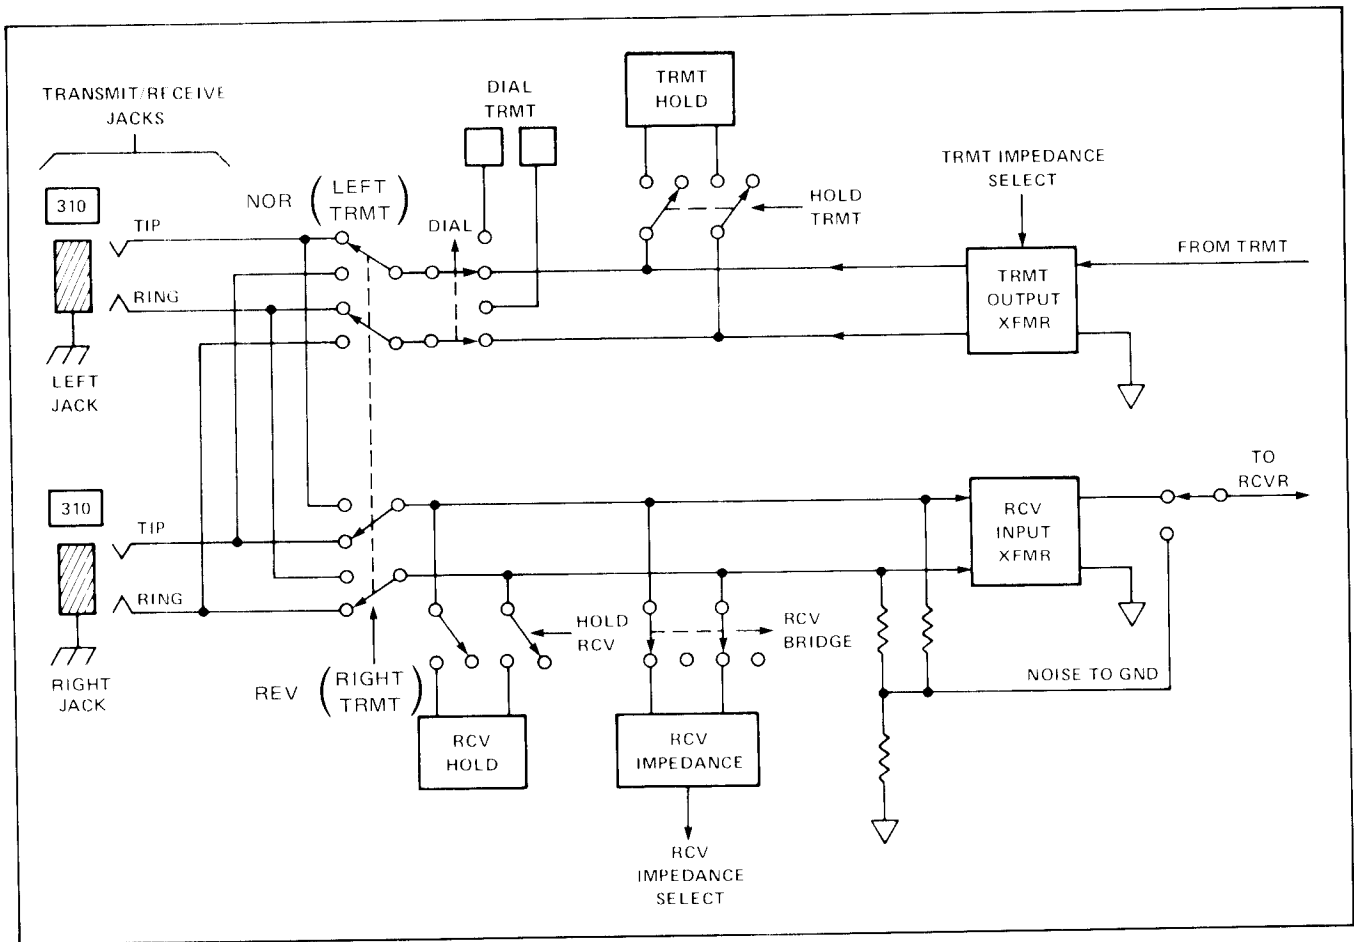 TRANSMIT/RECEIVE
JACKS
310
TIP
RING
LEFT
JACK
NOR (LEFT
TRMT)
DIAL
DIAL
TRMT
TRMT
HOLD
HOLD
TRMT
TRMT IMPEDANCE
SELECT
TRMT
OUTPUT
XFMR
FROM TRMT
310
TIP
RING
RIGHT
JACK
REV (RIGHT
TRMT)
HOLD
RCV
RCV
HOLD
RCV
BRIDGE
RCV
IMPEDANCE
RCV
IMPEDANCE
SELECT
RCV
INPUT
XFMR
TO
RCVR
NOISE TO GND